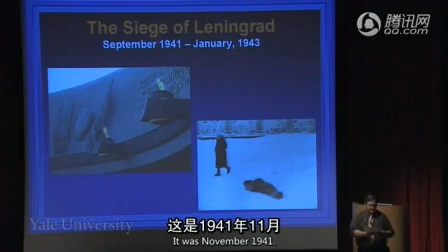 腾讯网
QQ.com
The Siege of Leningrad
September 1941 – January, 1943
Yale University
这是1941年11月
It was November 1941.